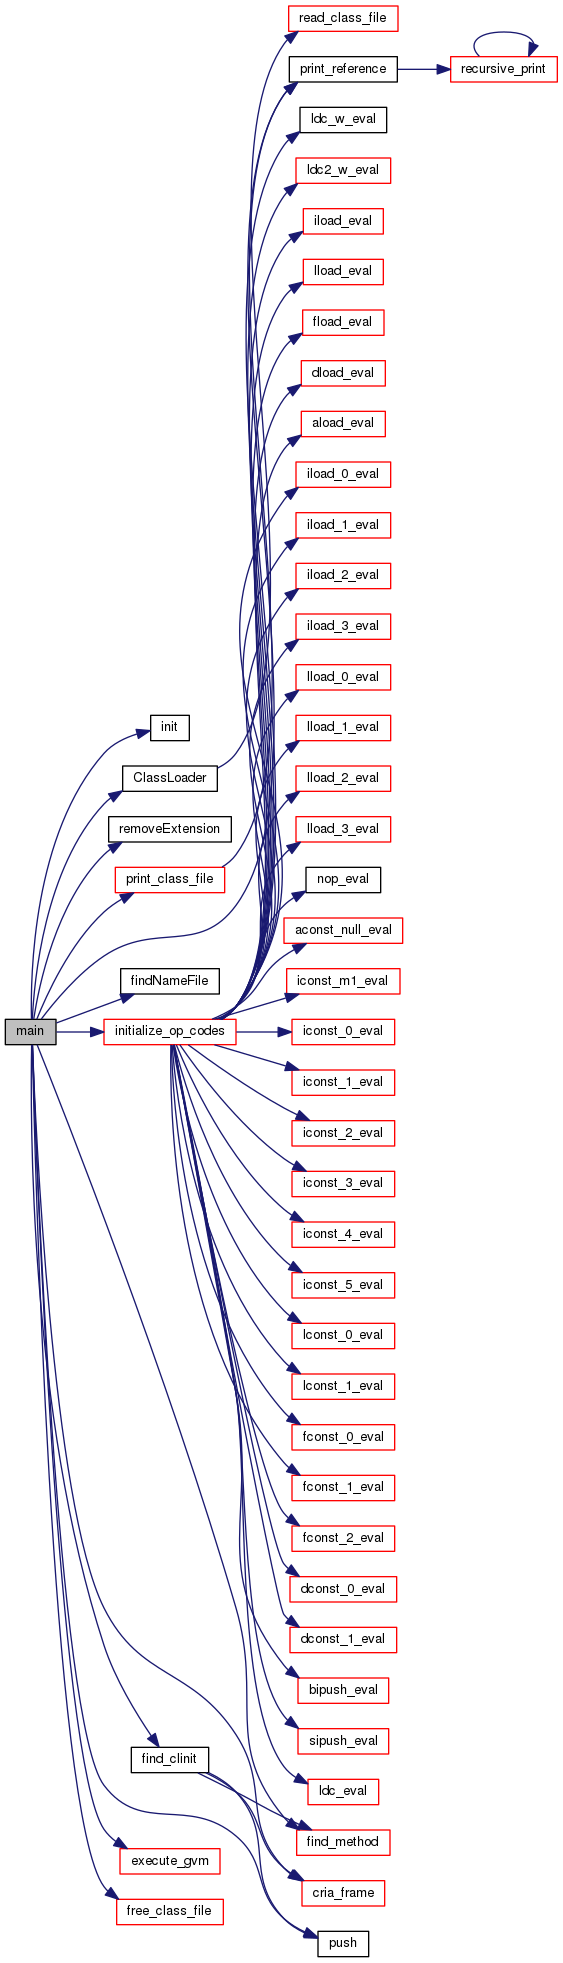 read_class_file
print_reference
recursive_print
ldc_w_eval
ldc2_w_eval
iload_eval
lload_eval
fload_eval
dload_eval
aload_eval
iload_0_eval
iload_1_eval
iload_2_eval
iload_3_eval
lload_0_eval
init
lload_1_eval
ClassLoader
lload_2_eval
removeExtension
lload_3_eval
print_class_file
nop_eval
aconst_null_eval
findNameFile
iconst_m1_eval
main
initialize_op_codes
iconst_0_eval
iconst_1_eval
iconst_2_eval
iconst_3_eval
iconst_4_eval
iconst_5_eval
lconst_0_eval
lconst_1_eval
fconst_0_eval
fconst_1_eval
fconst_2_eval
dconst_0_eval
dconst_1_eval
bipush_eval
sipush_eval
find_clinit
ldc_eval
find_method
execute_gvm
cria_frame
free_class_file
push